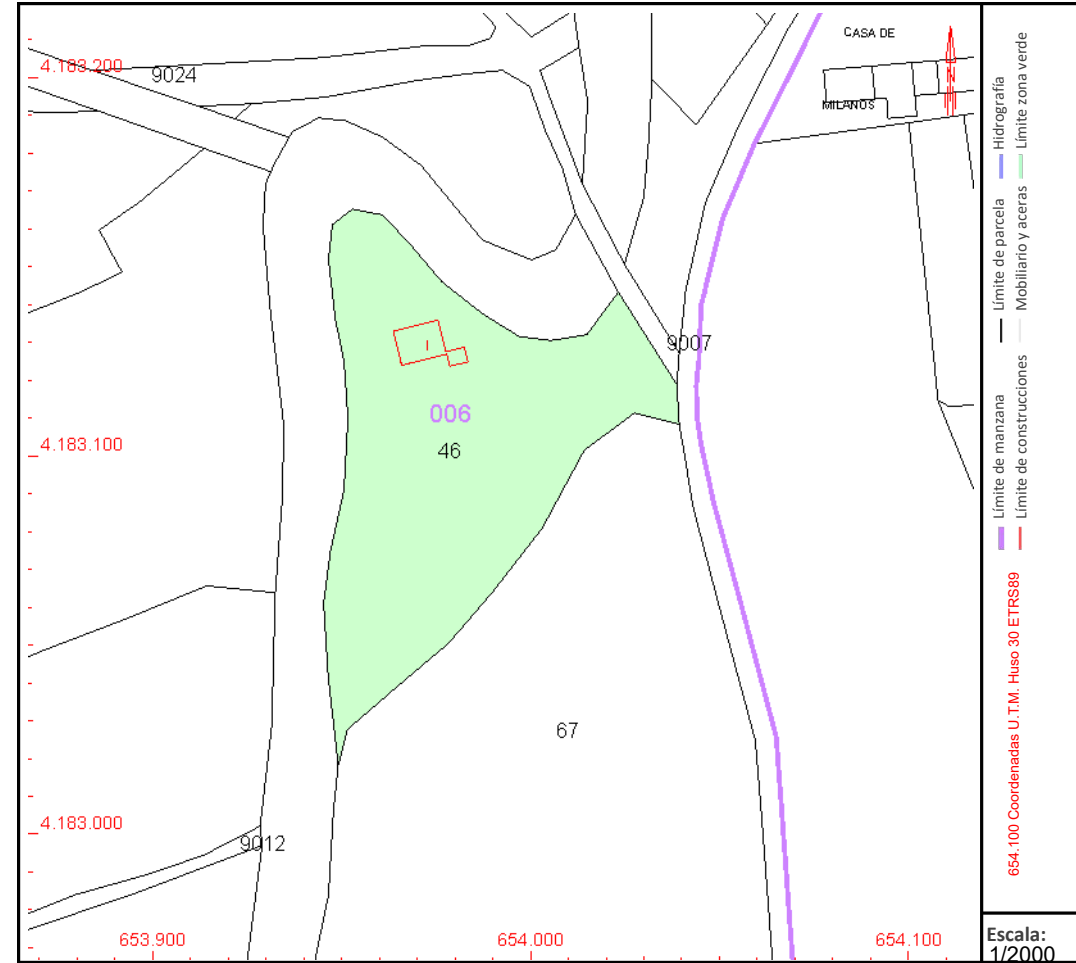 CASA DE
4.183.200
9024
MILANOS
N
9007
I
006
4.183.100
46
67
4.183.000
9012
653.900
654.000
654.100
Hidrografía
Límite zona verde
Límite de parcela
Mobiliario y aceras
Límite de manzana
Límite de construcciones
654.100 Coordenadas U.T.M. Huso 30 ETRS89
Escala:
1/2000